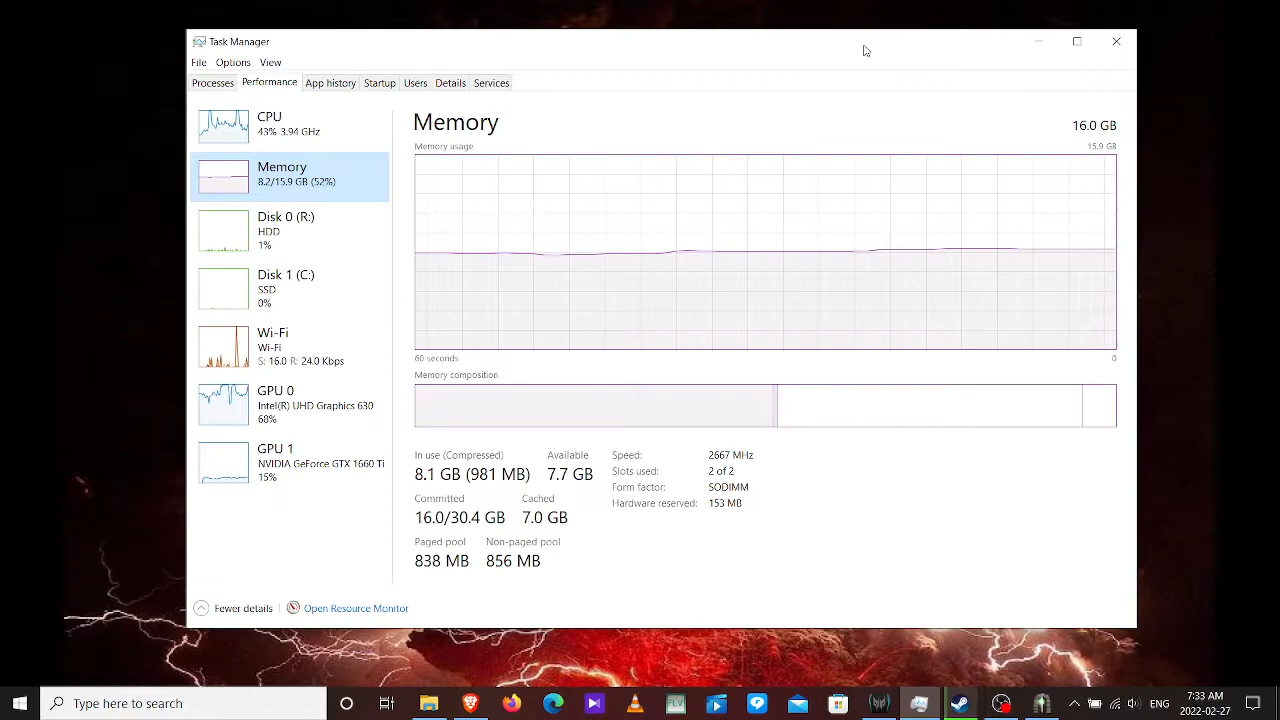 Task Manager
File Options View
Processes Performance App history Startup Users Details Services
CPU
43% 3.94 GHz
Memory
8.2/15.9 GB (52%)
Disk 0 (R:)
HDD
1%
Disk 1 (C:)
SSD
0%
Wi-Fi
Wi-Fi
S: 16.0 R: 24.0 Kbps
GPU 0
Intel(R) UHD Graphics 630
68%
GPU 1
NVIDIA GeForce GTX 1660 Ti
15%
Memory 16.0 GB
Memory usage 15.9 GB
60 seconds 0
Memory composition
In use (Compressed) Available
8.1 GB (981 MB) 7.7 GB
Committed Cached
16.0/30.4 GB 7.0 GB
Paged pool Non-paged pool
838 MB 856 MB
Speed: 2667 MHz
Slots used: 2 of 2
Form factor: SODIMM
Hardware reserved: 153 MB
Fewer details Open Resource Monitor
Type here to search
FLV
ENG
7:33 AM
2022-02-27